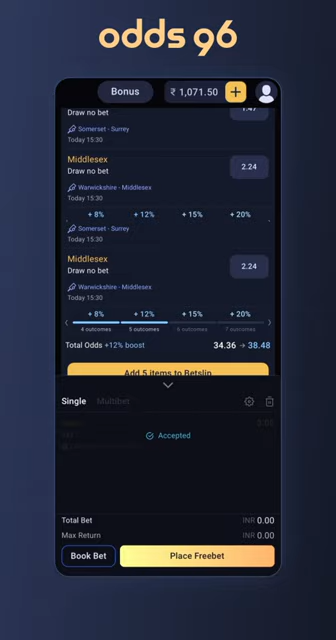 odds 96
Bonus
₹ 1,071.50
+
Draw no bet
1.47
Somerset - Surrey
Today 15:30
Middlesex
Draw no bet
2.24
Warwickshire - Middlesex
Today 15:30
+ 8% + 12% + 15% + 20%
Somerset - Surrey
Today 15:30
Middlesex
Draw no bet
2.24
Warwickshire - Middlesex
Today 15:30
+ 8% + 12% + 15% + 20%
4 outcomes 5 outcomes 6 outcomes 7 outcomes
Total Odds +12% boost 34.36 → 38.48
Add 5 items to Betslip
Single Multibet
Accepted
Total Bet INR 0.00
Max Return INR 0.00
Book Bet Place Freebet